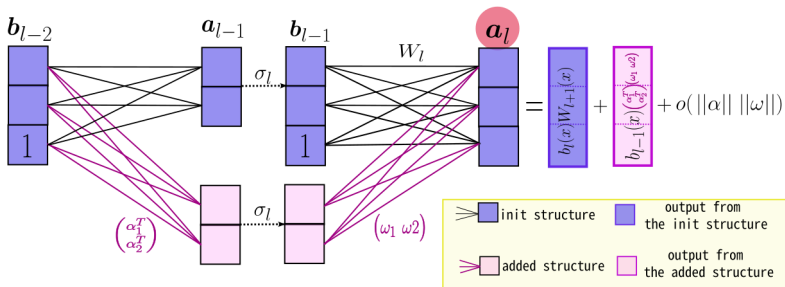 b_{l-2} a_{l-1} b_{l-1} W_l a_l
σ_l
1 1
= b_l(x)W_{l+1}(x) + b_{l-1}(x)(α_1^T α_2^T)(ω_1 ω_2) + o(||α|| ||ω||)
σ_l
(α_1^T α_2^T) (ω_1 ω2)
init structure
output from
the init structure
added structure
output from
the added structure